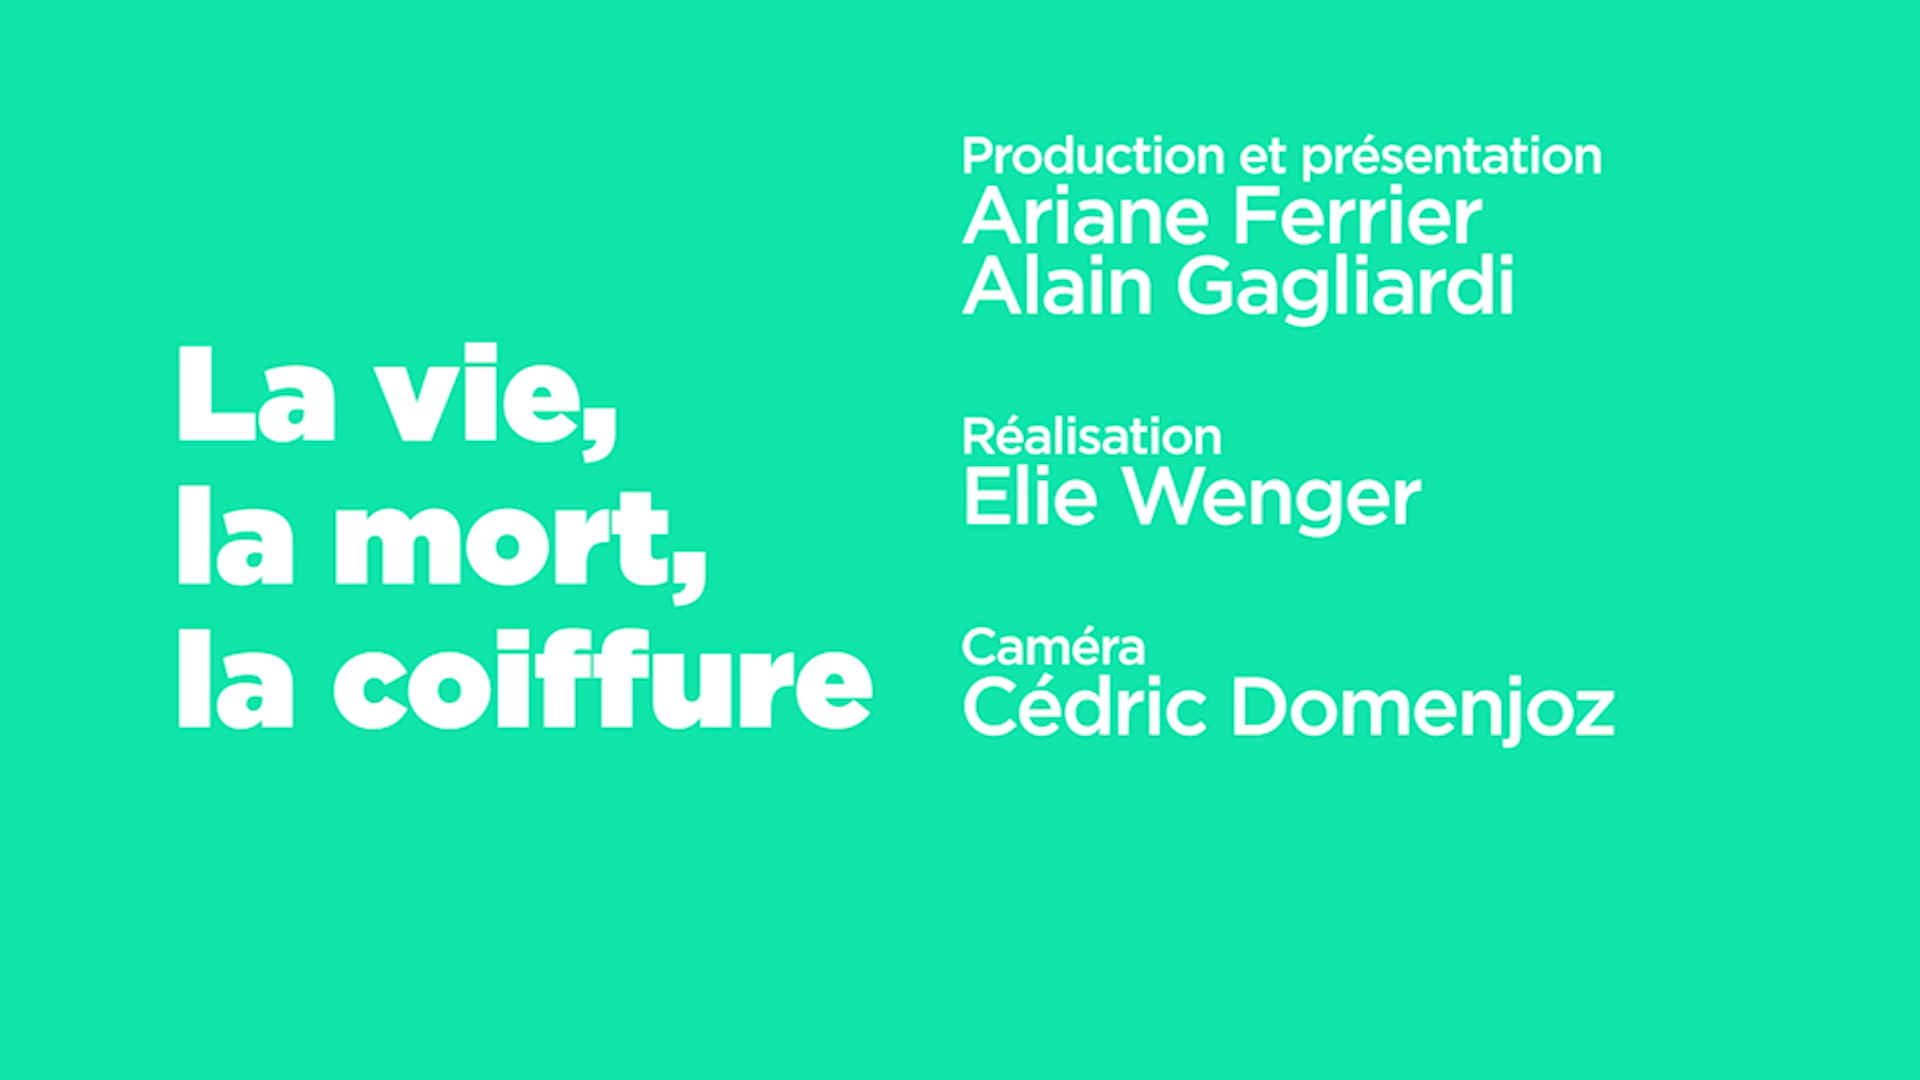 La vie,
la mort,
la coiffure
Production et présentation
Ariane Ferrier
Alain Gagliardi
Réalisation
Elie Wenger
Caméra
Cédric Domenjoz